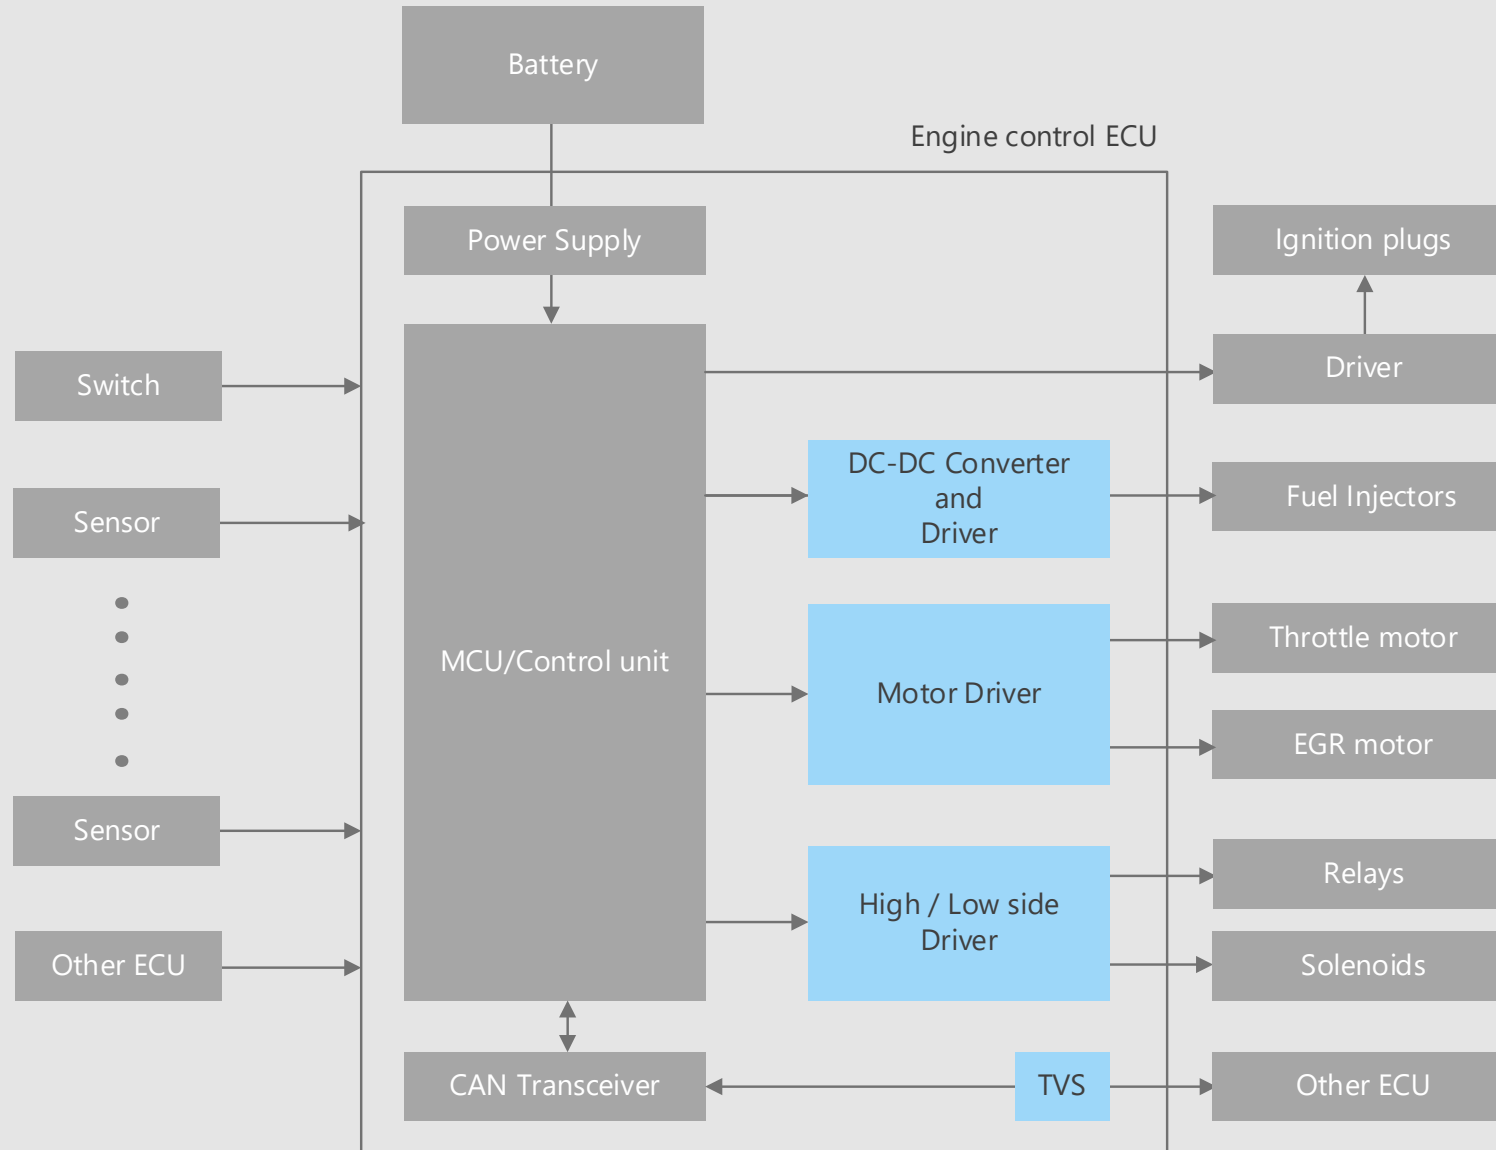 Battery
Engine control ECU
Power Supply
Ignition plugs
Switch
Driver
DC-DC Converter
and
Driver
Fuel Injectors
Sensor
MCU/Control unit
Motor Driver
Throttle motor
EGR motor
Sensor
High / Low side
Driver
Relays
Other ECU
Solenoids
CAN Transceiver
TVS
Other ECU